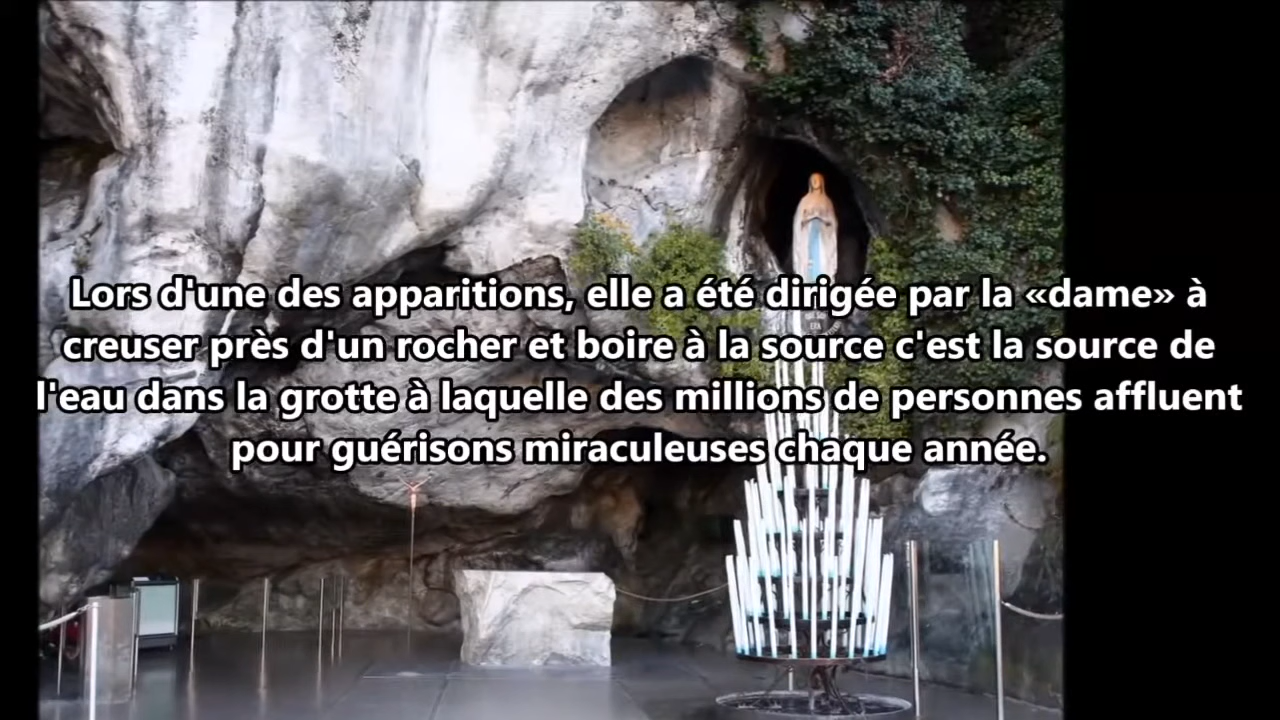 Lors d'une des apparitions, elle a été dirigée par la «dame» à
creuser près d'un rocher et boire à la source c'est la source de
l'eau dans la grotte à laquelle des millions de personnes affluent
pour guérisons miraculeuses chaque année.